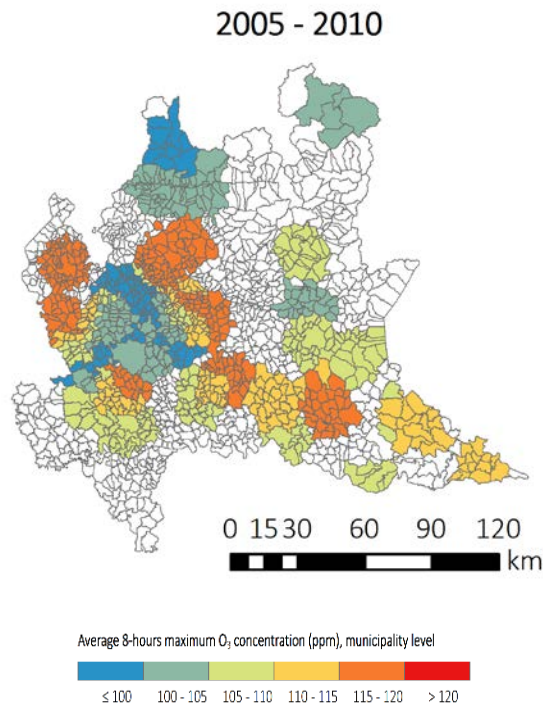 2005 - 2010
0 15 30 60 90 120
km
Average 8-hours maximum O₃ concentration (ppm), municipality level
≤ 100 100 - 105 105 - 110 110 - 115 115 - 120 > 120